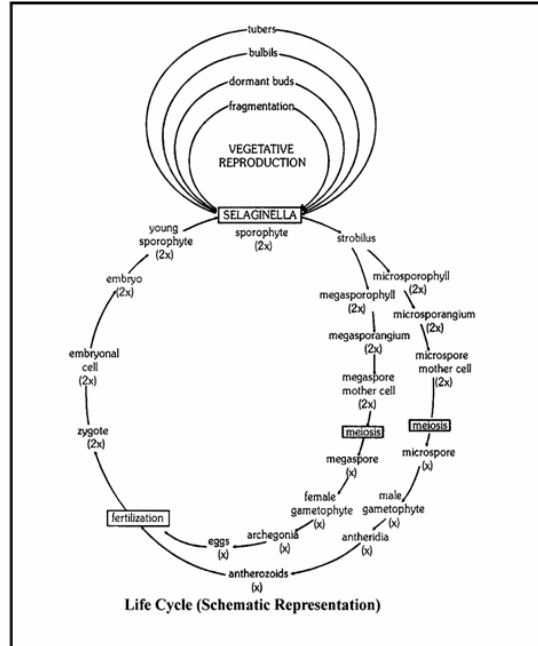 tubers
bulbils
dormant buds
fragmentation
VEGETATIVE
REPRODUCTION
SELAGINELLA
sporophyte
(2x)
strobilus
microsporophyll
(2x)
microsporangium
(2x)
microspore
mother cell
(2x)
meiosis
microspore
(x)
male
gametophyte
(x)
antheridia
(x)
antherozoids
(x)
megasporophyll
(2x)
megasporangium
(2x)
megaspore
mother cell
(2x)
meiosis
megaspore
(x)
female
gametophyte
(x)
archegonia
(x)
eggs
(x)
fertilization
zygote
(2x)
embryonal
cell
(2x)
embryo
(2x)
young
sporophyte
(2x)
Life Cycle (Schematic Representation)